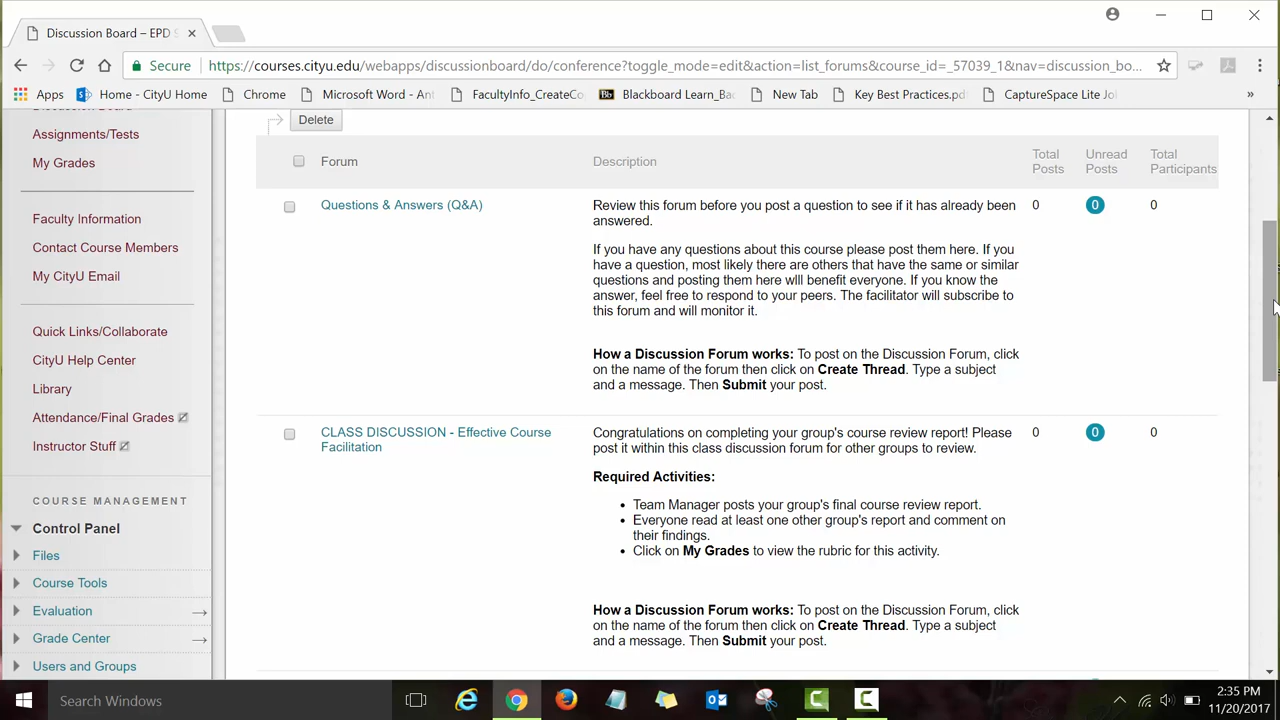 Discussion Board – EPD S
Secure
https://courses.cityu.edu/webapps/discussionboard/do/conference?toggle_mode=edit&action=list_forums&course_id=_57039_1&nav=discussion_bo...
Apps
Home - CityU Home
Chrome
Microsoft Word - Ant
FacultyInfo_CreateCo
Bb
Blackboard Learn_Ba
New Tab
Key Best Practices.pd
CaptureSpace Lite Jo
»
Discussion Board
Assignments/Tests
My Grades
Faculty Information
Contact Course Members
My CityU Email
Quick Links/Collaborate
CityU Help Center
Library
Attendance/Final Grades
Instructor Stuff
COURSE MANAGEMENT
Control Panel
Files
Course Tools
Evaluation
Grade Center
Users and Groups
Delete
Forum
Description
Total
Posts
Unread
Posts
Total
Participants
Questions & Answers (Q&A)
Review this forum before you post a question to see if it has already been
answered.
If you have any questions about this course please post them here. If you
have a question, most likely there are others that have the same or similar
questions and posting them here will benefit everyone. If you know the
answer, feel free to respond to your peers. The facilitator will subscribe to
this forum and will monitor it.
How a Discussion Forum works: To post on the Discussion Forum, click
on the name of the forum then click on Create Thread. Type a subject
and a message. Then Submit your post.
0
0
0
CLASS DISCUSSION - Effective Course
Facilitation
Congratulations on completing your group's course review report! Please
post it within this class discussion forum for other groups to review.
Required Activities:
• Team Manager posts your group's final course review report.
• Everyone read at least one other group's report and comment on
their findings.
• Click on My Grades to view the rubric for this activity.
How a Discussion Forum works: To post on the Discussion Forum, click
on the name of the forum then click on Create Thread. Type a subject
and a message. Then Submit your post.
0
0
0
Search Windows
2:35 PM
11/20/2017